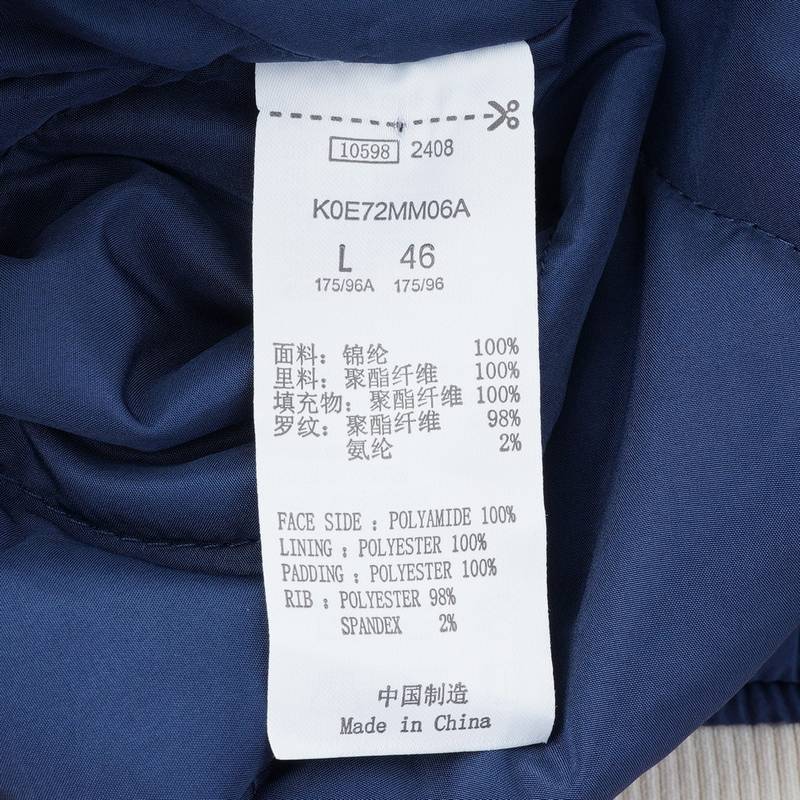 10598 2408
K0E72MM06A
L 46
175/96A 175/96
面料：锦纶 100%
里料：聚酯纤维 100%
填充物：聚酯纤维 100%
罗纹：聚酯纤维 98%
氨纶 2%
FACE SIDE : POLYAMIDE 100%
LINING : POLYESTER 100%
PADDING : POLYESTER 100%
RIB : POLYESTER 98%
SPANDEX 2%
中国制造
Made in China